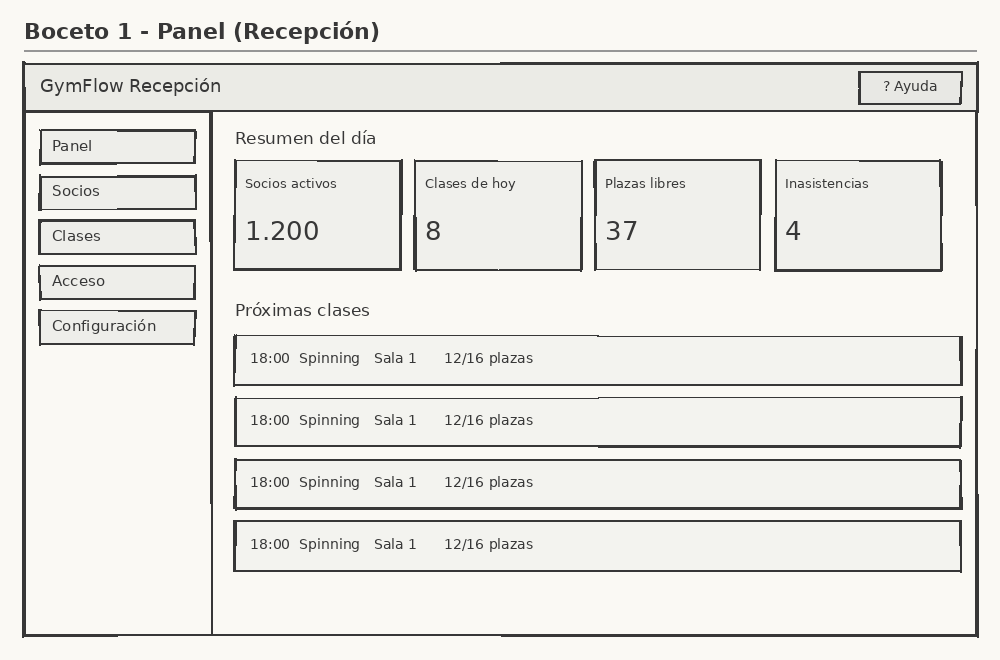 Boceto 1 - Panel (Recepción)
GymFlow Recepción
? Ayuda
Panel
Socios
Clases
Acceso
Configuración
Resumen del día
Socios activos
1.200
Clases de hoy
8
Plazas libres
37
Inasistencias
4
Próximas clases
18:00 Spinning Sala 1 12/16 plazas
18:00 Spinning Sala 1 12/16 plazas
18:00 Spinning Sala 1 12/16 plazas
18:00 Spinning Sala 1 12/16 plazas